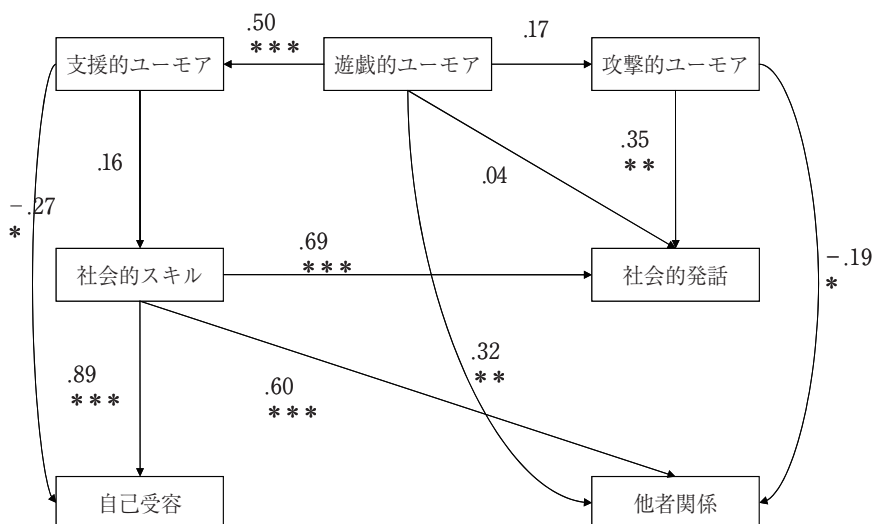 .50
***
.17
支援的ユーモア
遊戯的ユーモア
攻撃的ユーモア
.16
.04
.35
**
−.27
*
.69
***
社会的スキル
社会的発話
−.19
*
.89
***
.60
***
.32
**
自己受容
他者関係